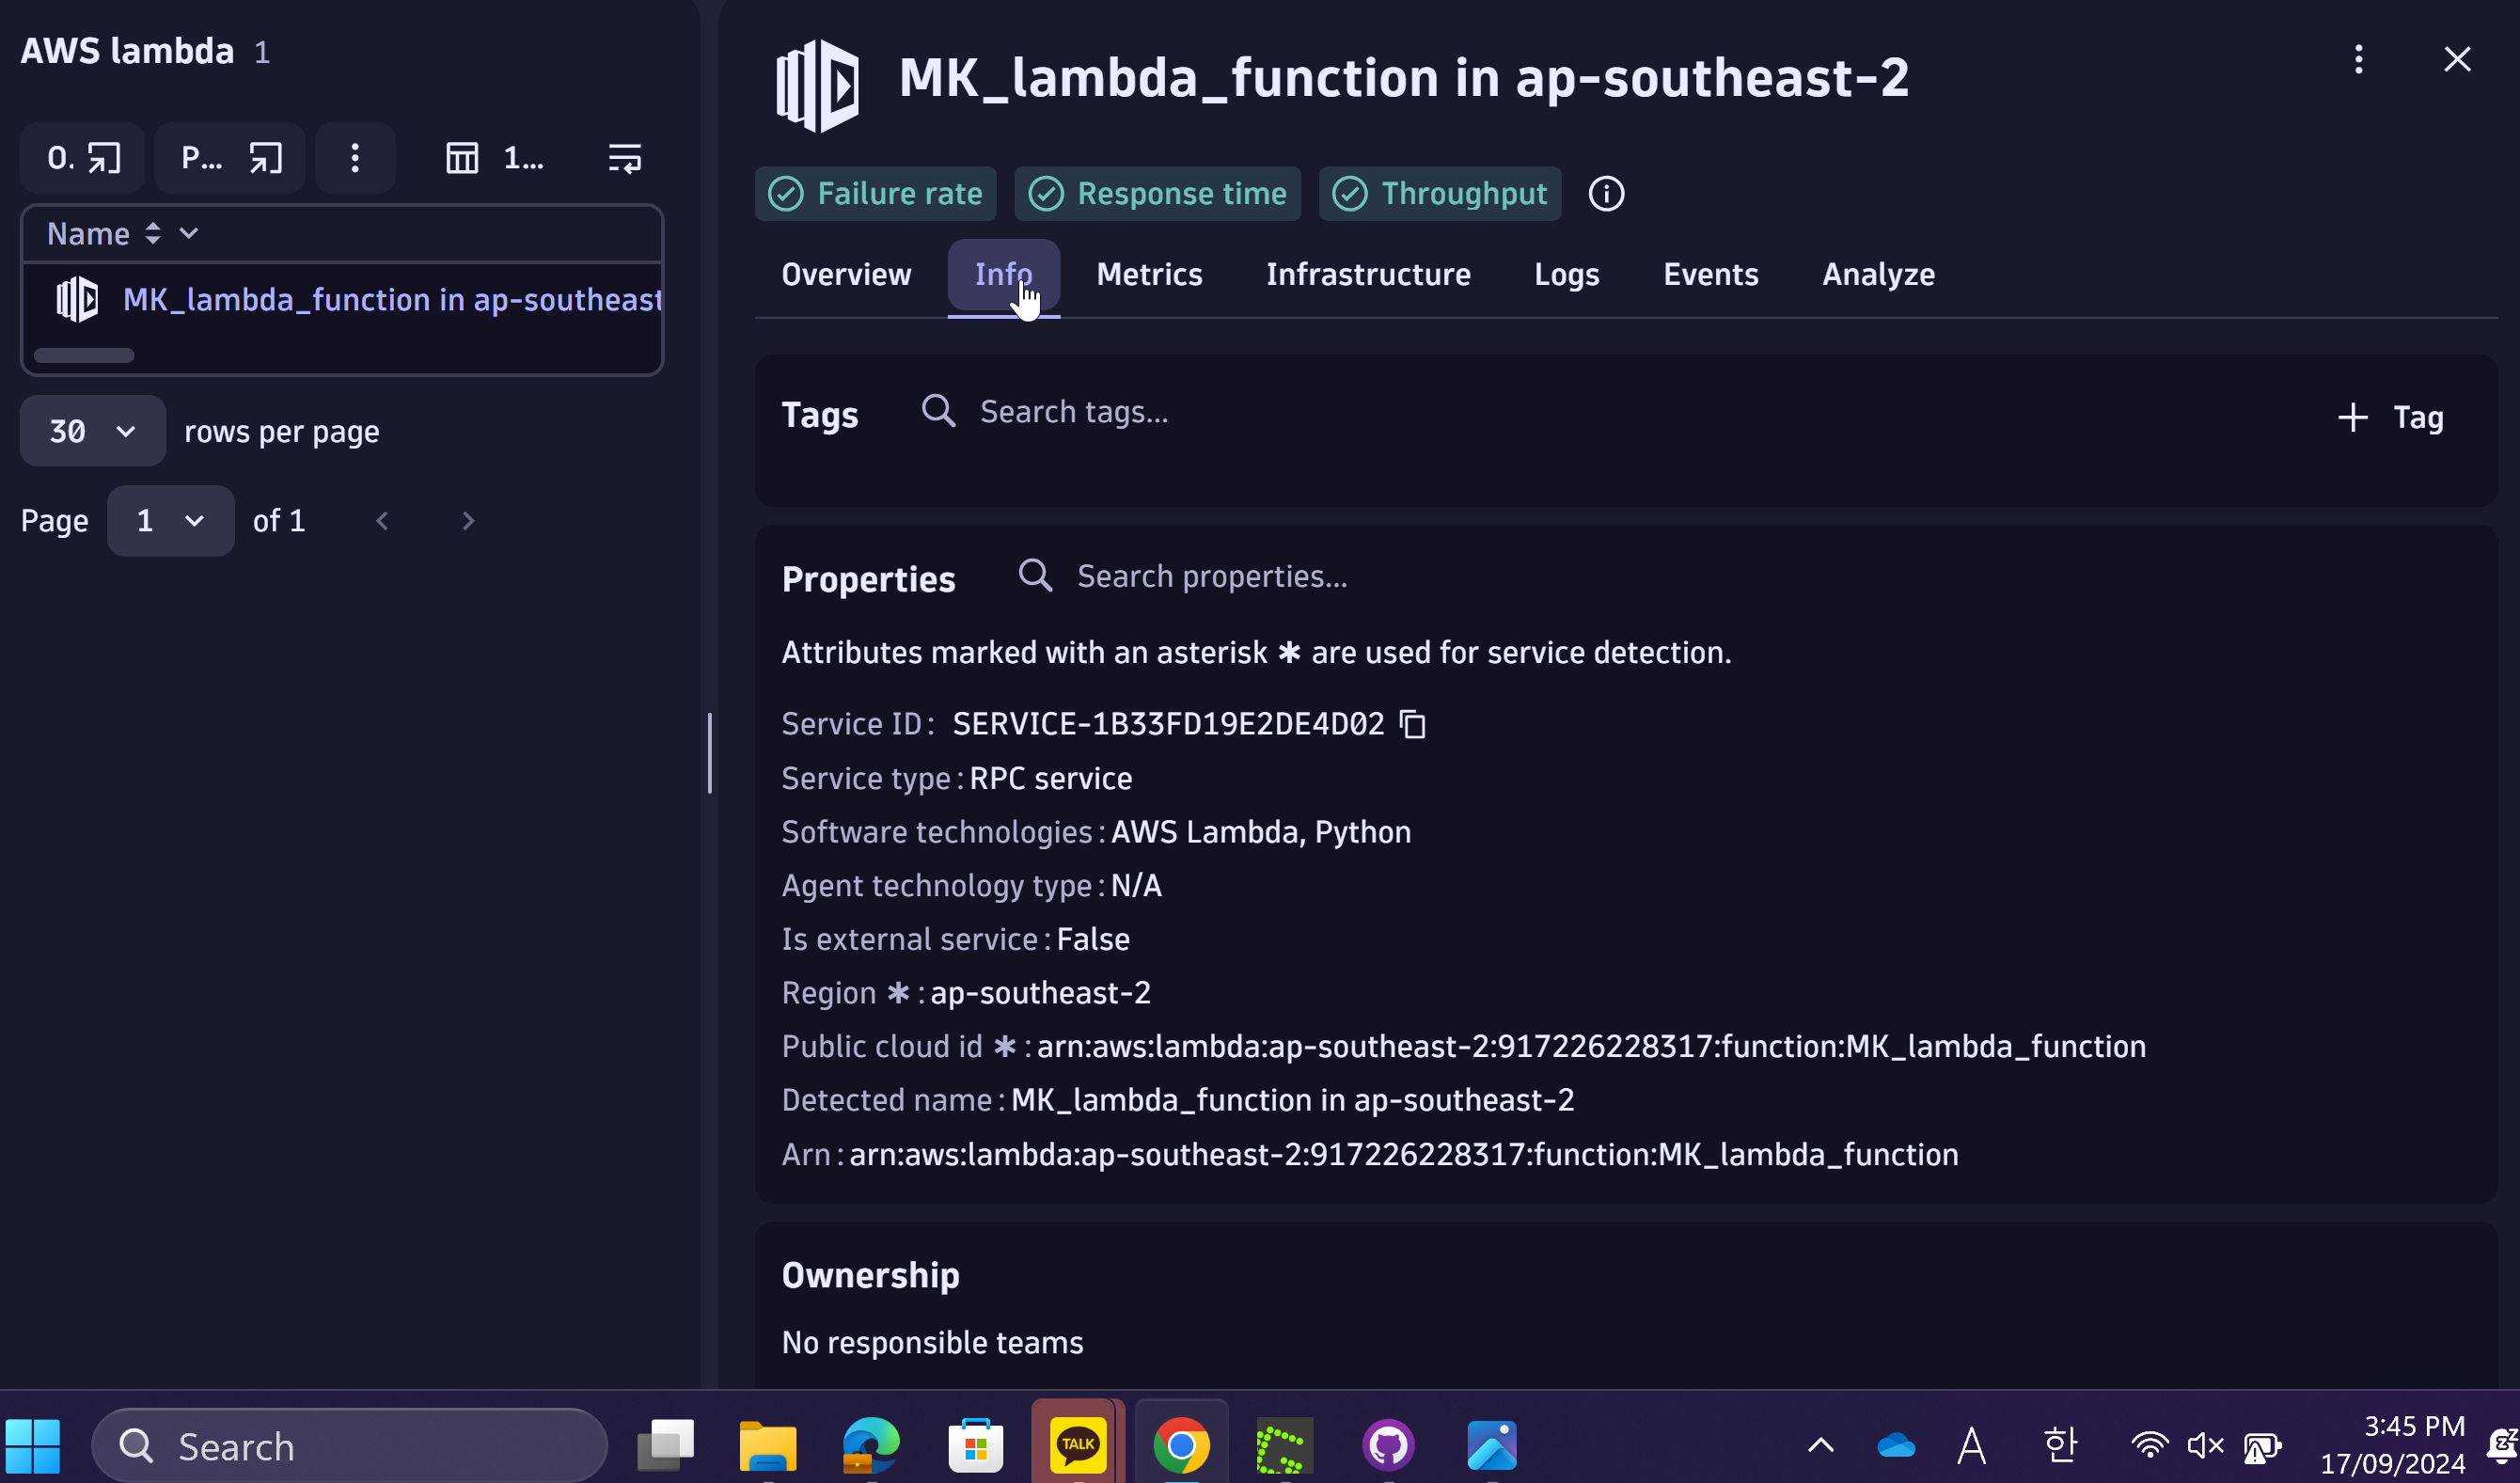 AWS lambda 1
O.
P...
1...
Name
MK_lambda_function in ap-southeast
30 rows per page
Page 1 of 1
MK_lambda_function in ap-southeast-2
Failure rate Response time Throughput
Overview Info Metrics Infrastructure Logs Events Analyze
Tags Search tags... Tag
Properties Search properties...
Attributes marked with an asterisk * are used for service detection.
Service ID: SERVICE-1B33FD19E2DE4D02
Service type: RPC service
Software technologies: AWS Lambda, Python
Agent technology type: N/A
Is external service: False
Region *: ap-southeast-2
Public cloud id *: arn:aws:lambda:ap-southeast-2:917226228317:function:MK_lambda_function
Detected name: MK_lambda_function in ap-southeast-2
Arn: arn:aws:lambda:ap-southeast-2:917226228317:function:MK_lambda_function
Ownership
No responsible teams
Search
TALK
A
한
3:45 PM
17/09/2024